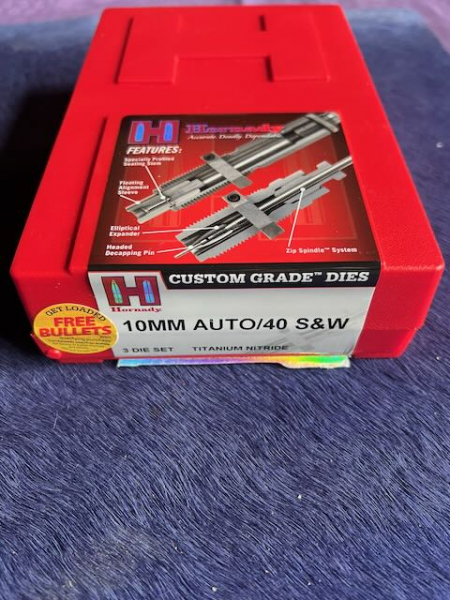 Hornady
Accurate. Deadly. Dependable.
FEATURES:
Specially Profiled
Seating Stem
Floating
Alignment
Sleeve
Elliptical
Expander
Headed
Decapping Pin
Zip Spindle™ System
H
Hornady
CUSTOM GRADE™ DIES
GET LOADED
FREE
BULLETS
10MM AUTO/40 S&W
3 DIE SET TITANIUM NITRIDE